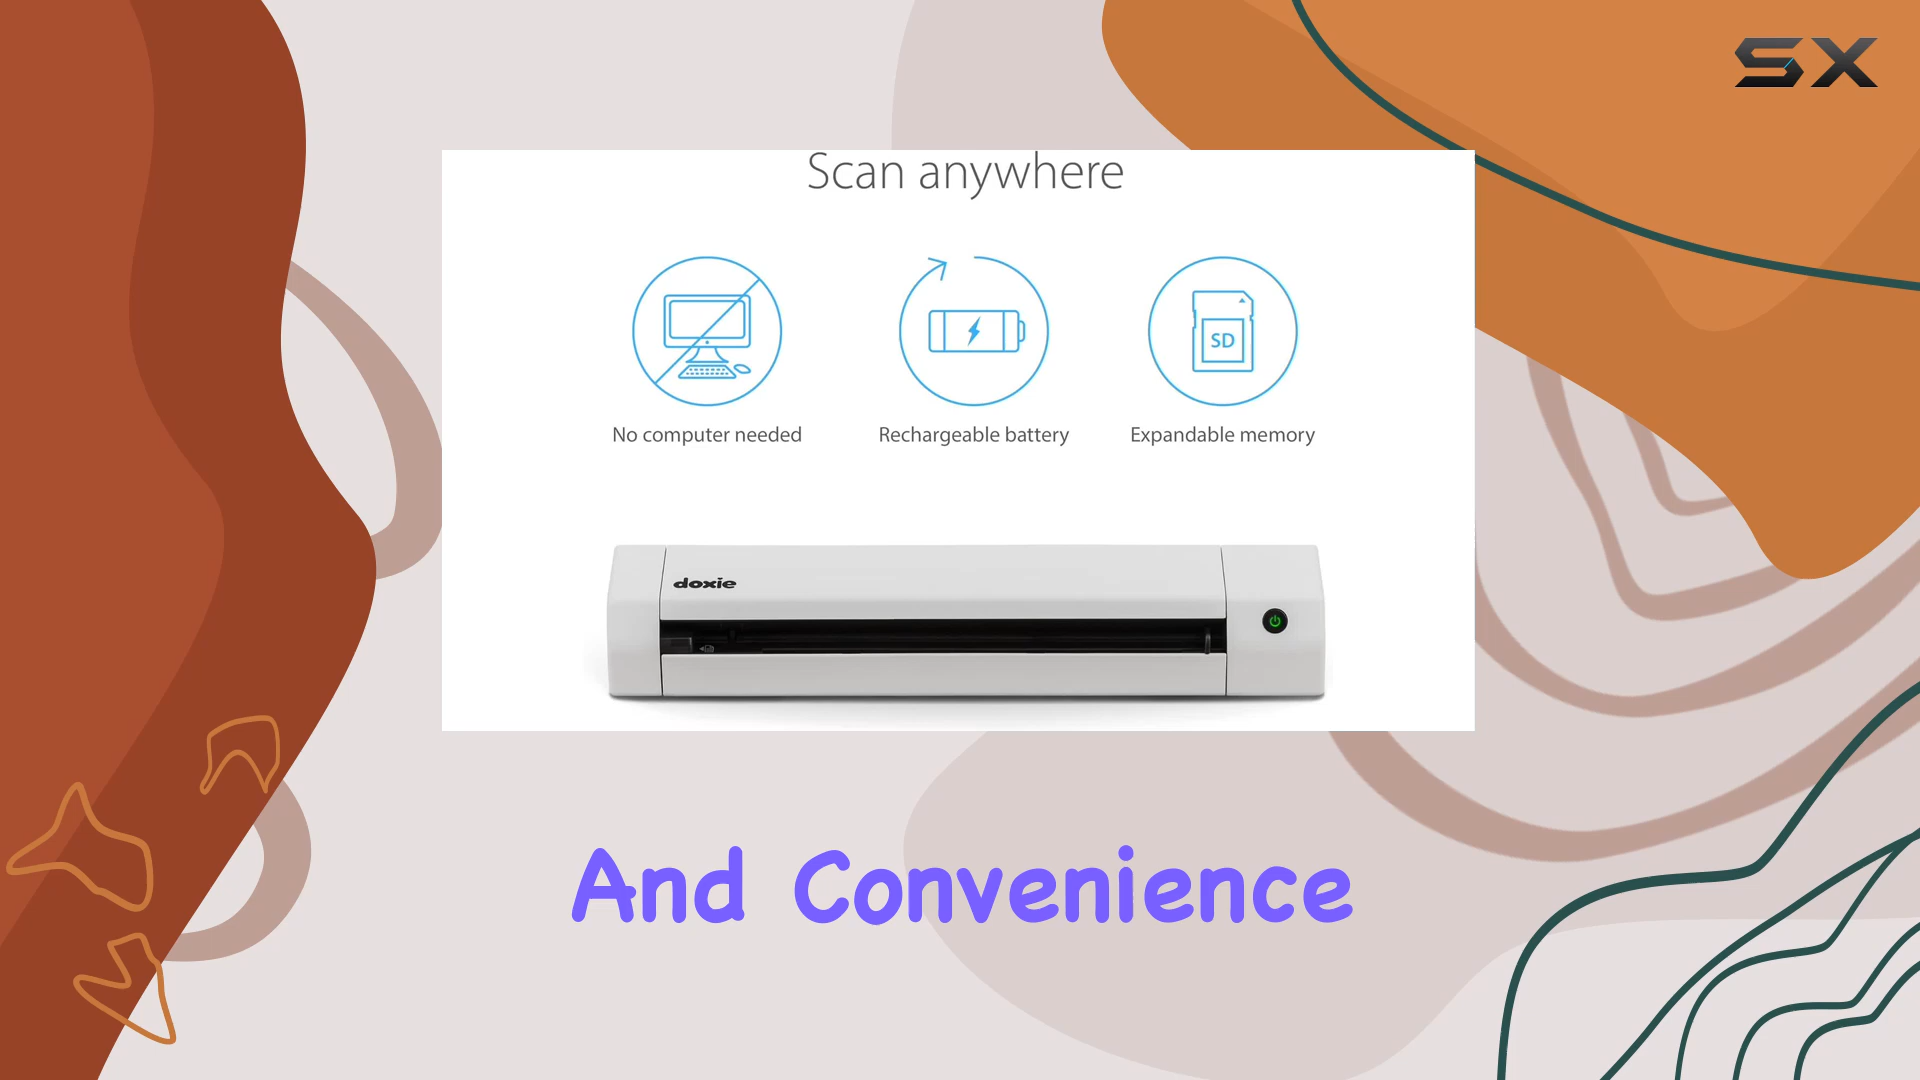 SX
Scan anywhere
SD
No computer needed
Rechargeable battery
Expandable memory
doxie
And Convenience